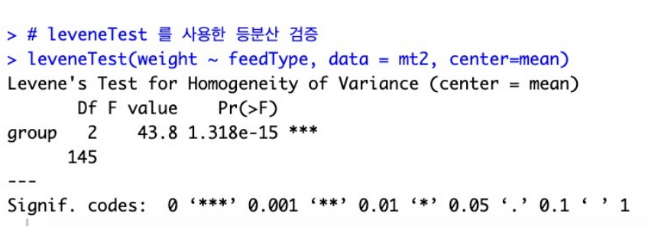 > # leveneTest 를 사용한 등분산 검증
> leveneTest(weight ~ feedType, data = mt2, center=mean)
Levene's Test for Homogeneity of Variance (center = mean)
       Df F value    Pr(>F)
group   2    43.8 1.318e-15 ***
      145
---
Signif. codes:  0 ‘***’ 0.001 ‘**’ 0.01 ‘*’ 0.05 ‘.’ 0.1 ‘ ’ 1